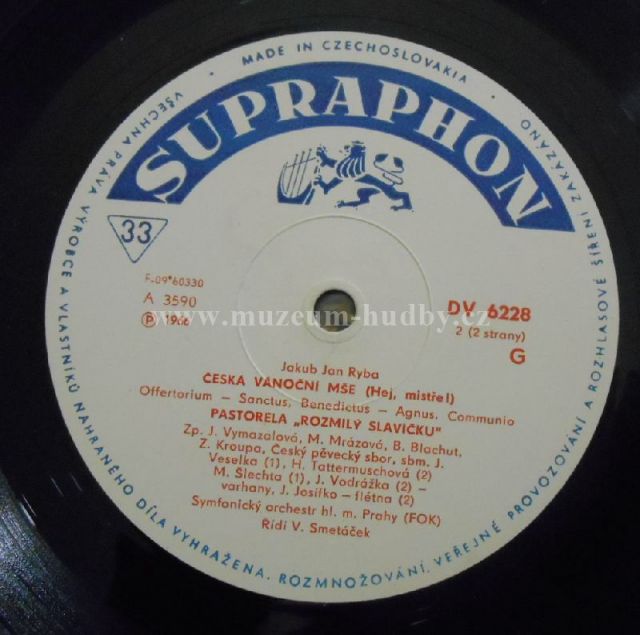 MADE IN CZECHOSLOVAKIA
SUPRAPHON
33
F-09*60330
A 3590
Ⓟ 1966
DV 6228
2 (2 strany)
G
www.muzeum-hudby.cz
Jakub Jan Ryba
ČESKÁ VÁNOČNÍ MŠE (Hej, mistře!)
Offertorium — Sanctus, Benedictus — Agnus, Communio
PASTORELA „ROZMILÝ SLAVÍČKU"
Zp. J. Vymazalová, M. Mrázová, B. Blachut,
Z. Kroupa, Český pěvecký sbor, sbm. J.
Veselka (1), H. Tattermuschová (2)
M. Šlechta (1), J. Vodrážka (2) —
varhany, J. Josífko — flétna (2)
Symfonický orchestr hl. m. Prahy (FOK)
Řídí V. Smetáček
VŠECHNA PRÁVA VÝROBCE A VLASTNÍKŮ NAHRANÉHO DÍLA VYHRAŽENA. ROZMNOŽOVÁNÍ, VEŘEJNÉ PROVOZOVÁNÍ A ROZHLASOVÉ ŠÍŘENÍ ZAKÁZÁNO